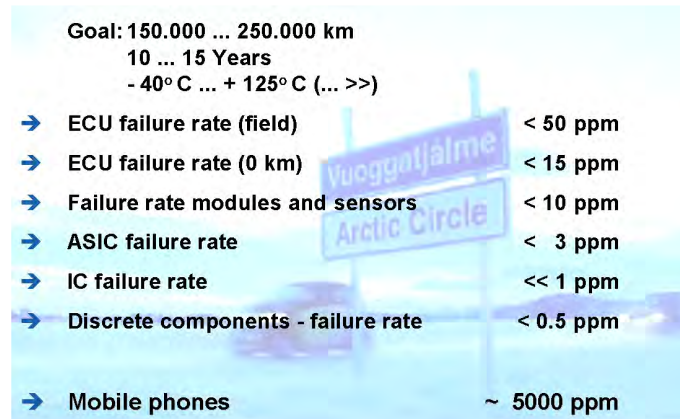 Goal: 150.000 ... 250.000 km
10 ... 15 Years
- 40° C ... + 125° C (... >>)
➔ ECU failure rate (field) < 50 ppm
➔ ECU failure rate (0 km) < 15 ppm
➔ Failure rate modules and sensors < 10 ppm
➔ ASIC failure rate < 3 ppm
➔ IC failure rate << 1 ppm
➔ Discrete components - failure rate < 0.5 ppm
➔ Mobile phones ~ 5000 ppm
Vuoggatjålme
Arctic Circle